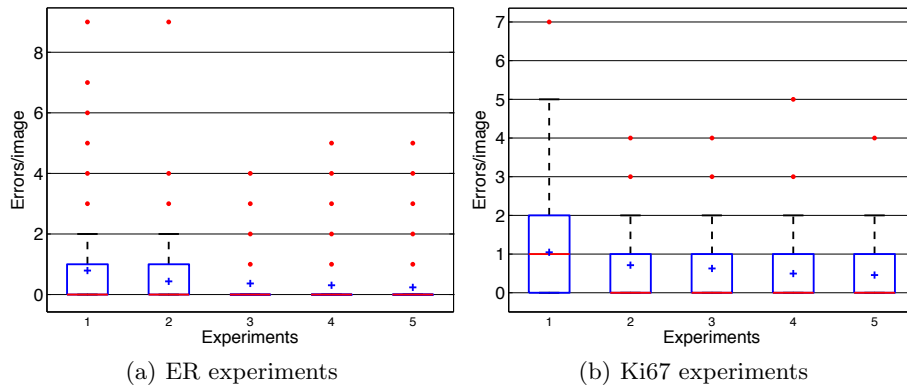 Errors/image
8
6
4
2
0
1 2 3 4 5
Experiments
(a) ER experiments
Errors/image
7
6
5
4
3
2
1
0
1 2 3 4 5
Experiments
(b) Ki67 experiments